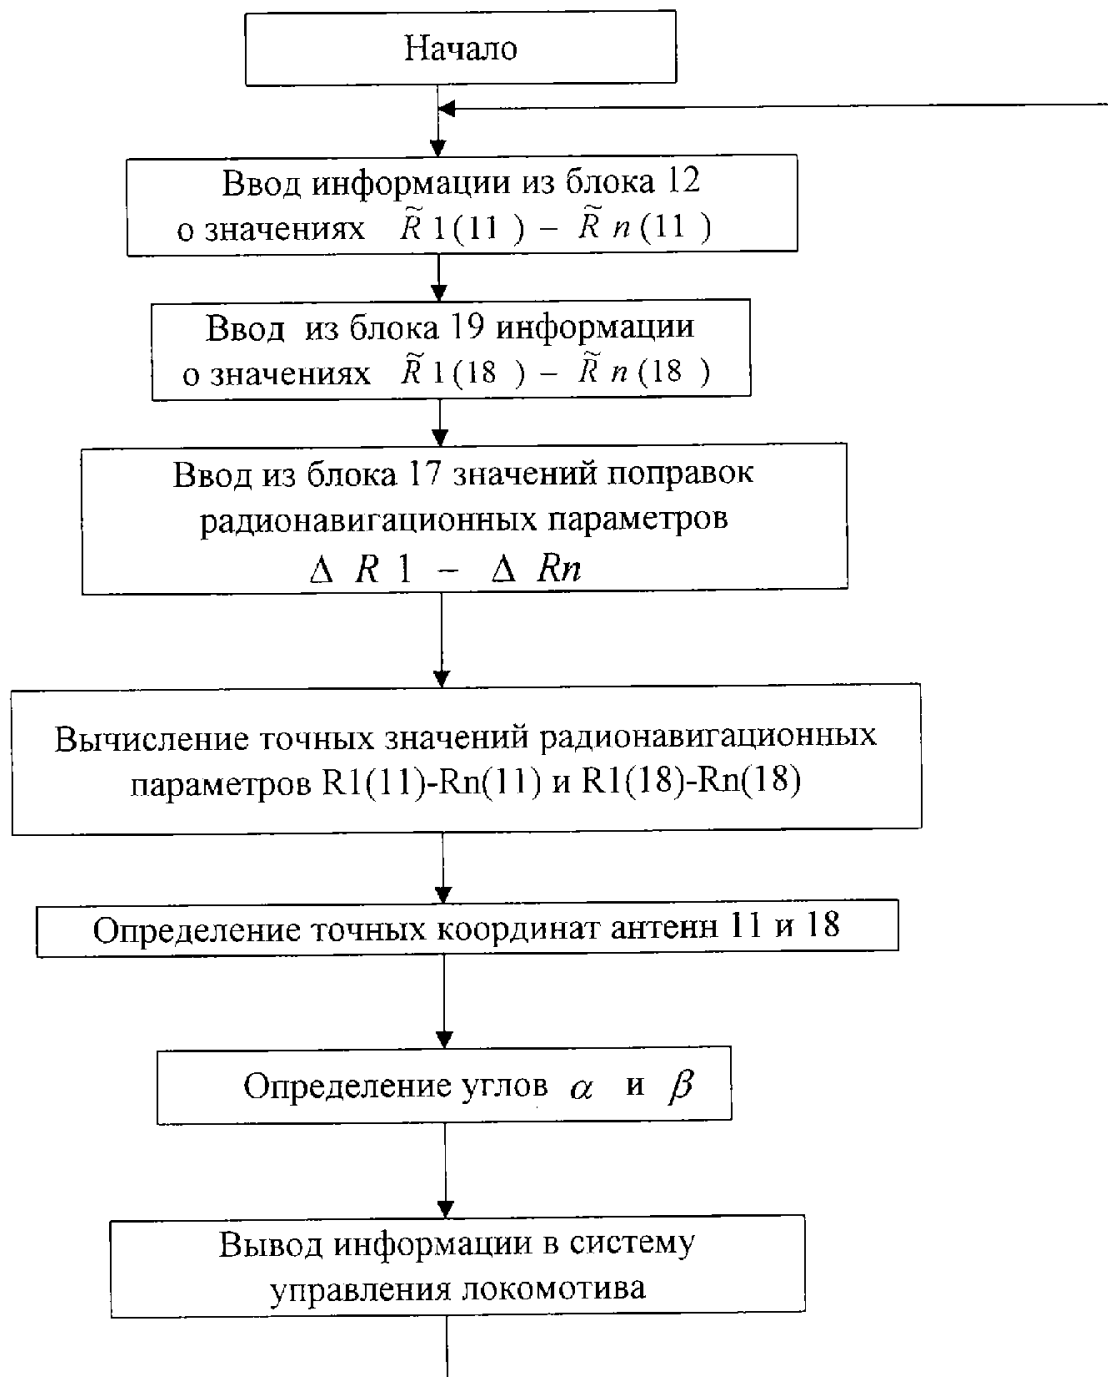 Начало
Ввод информации из блока 12
о значениях R̃ 1(11 ) – R̃ n (11 )
Ввод из блока 19 информации
о значениях R̃ 1(18 ) – R̃ n (18 )
Ввод из блока 17 значений поправок
радионавигационных параметров
Δ R 1 – Δ Rn
Вычисление точных значений радионавигационных
параметров R1(11)-Rn(11) и R1(18)-Rn(18)
Определение точных координат антенн 11 и 18
Определение углов α и β
Вывод информации в систему
управления локомотива